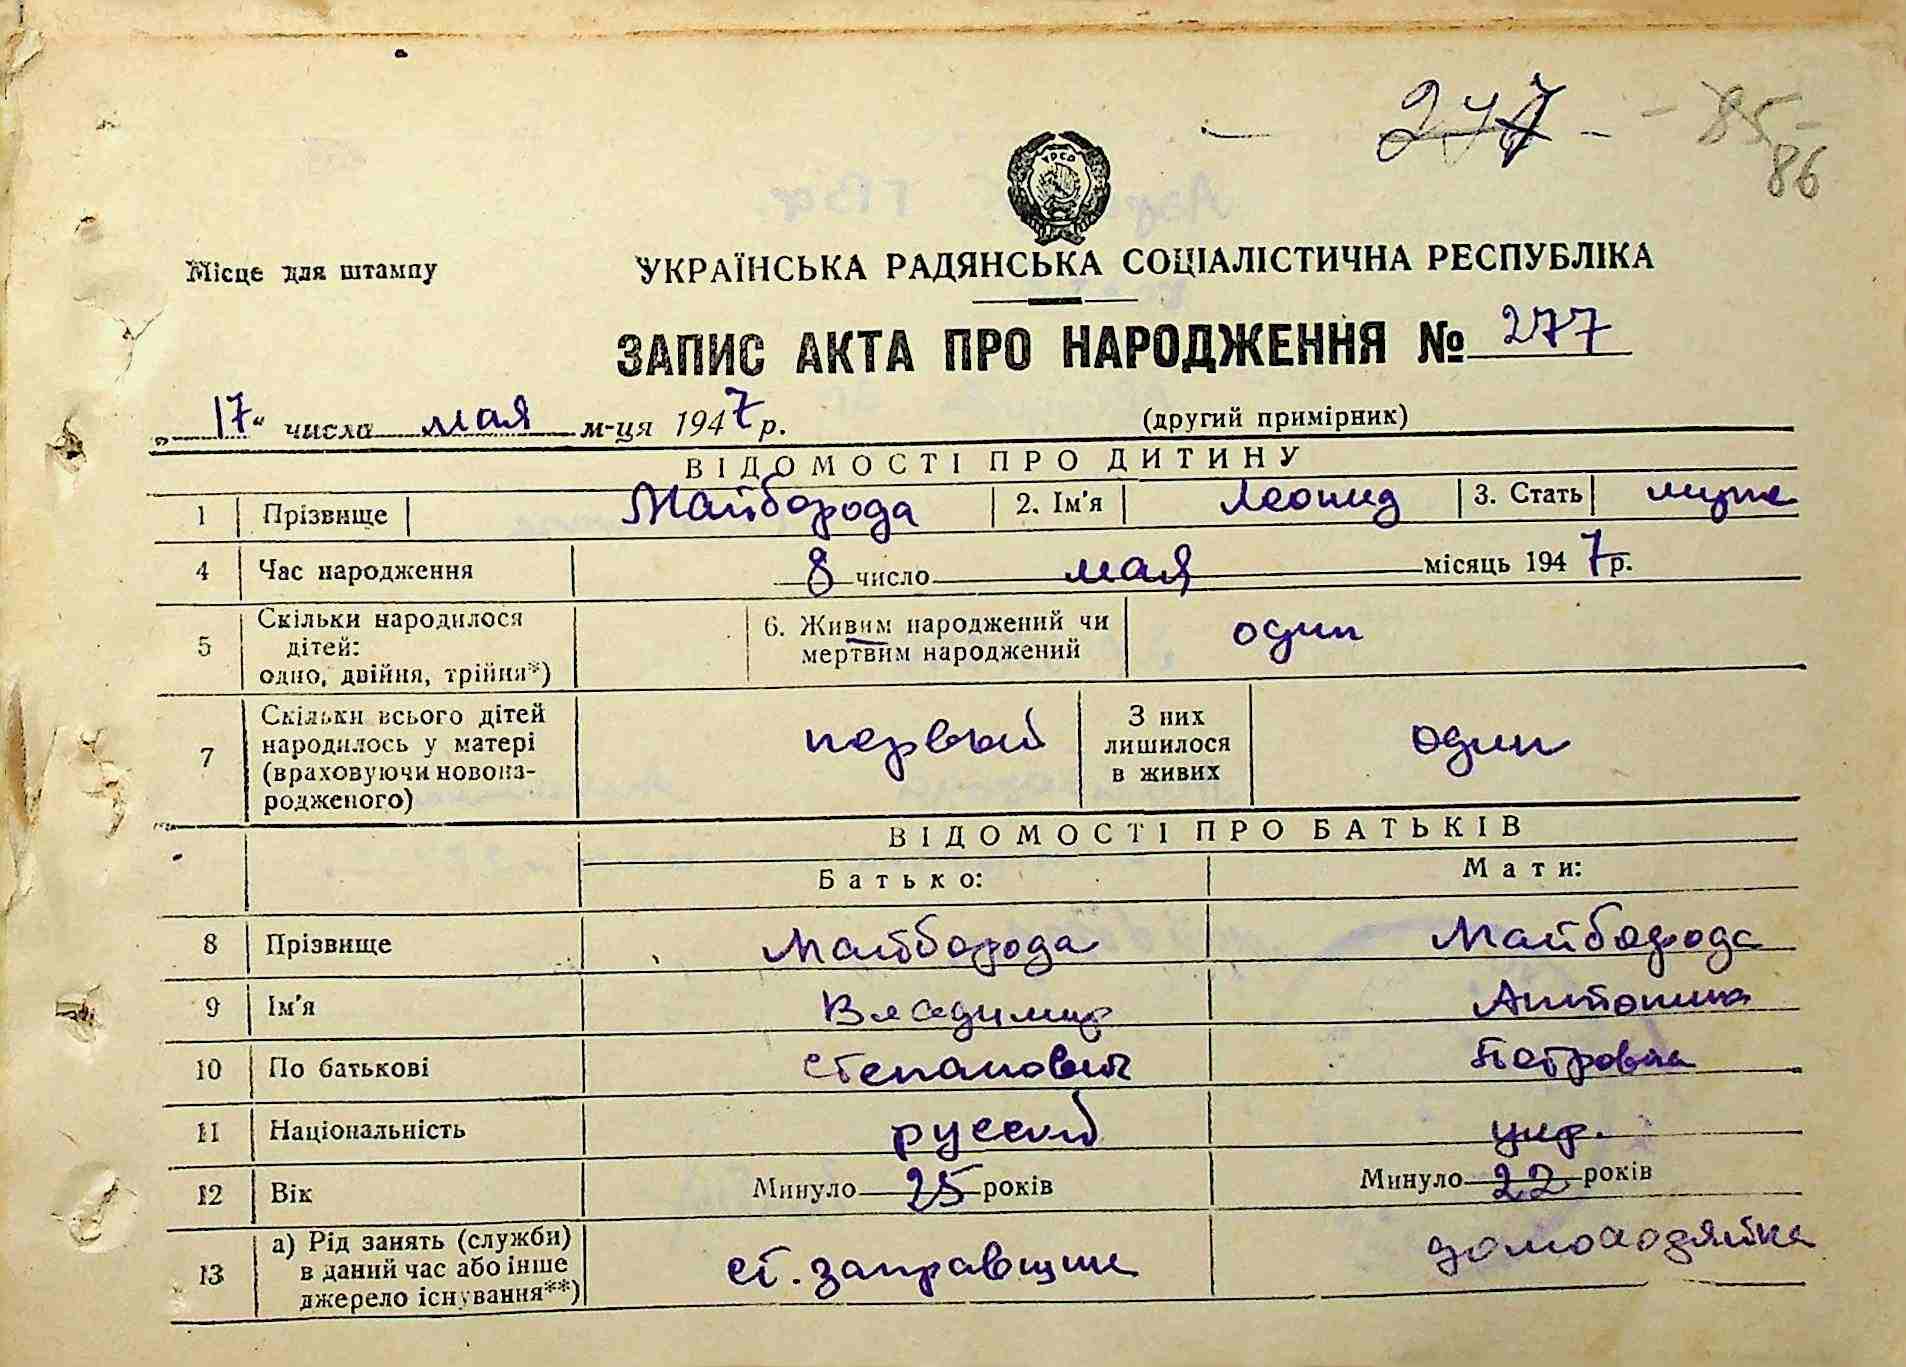 - 277 - - 85 -
86
УРСР
Місце для штампу
УКРАЇНСЬКА РАДЯНСЬКА СОЦІАЛІСТИЧНА РЕСПУБЛІКА
ЗАПИС АКТА ПРО НАРОДЖЕННЯ № 277
„17" числа мая м-ця 1947 р.
(другий примірник)
ВІДОМОСТІ ПРО ДИТИНУ
1 Прізвище Майборода 2. Ім'я Леонид 3. Стать муж
4 Час народження 8 число мая місяць 1947 р.
5 Скільки народилося дітей: одно, двійня, трійня*) 6. Живим народжений чи мертвим народжений один
7 Скільки всього дітей народилось у матері (враховуючи новона-родженого) первый З них лишилося в живих один
ВІДОМОСТІ ПРО БАТЬКІВ
Батько: Мати:
8 Прізвище Майборода Майборода
9 Ім'я Владимир Антонина
10 По батькові Степанович Петровна
11 Національність русский укр.
12 Вік Минуло 25 років Минуло 22 років
13 а) Рід занять (служби) в даний час або інше джерело існування**) ст. заправщик домохозяйка